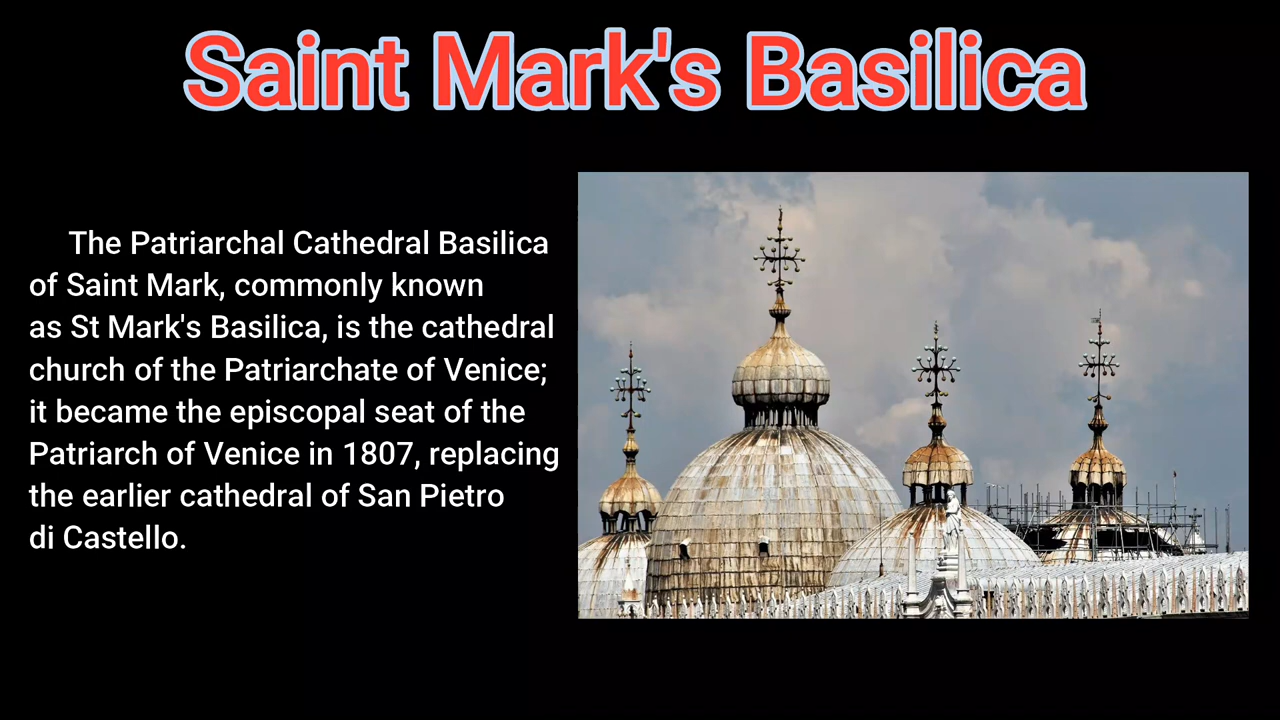 Saint Mark's Basilica
The Patriarchal Cathedral Basilica
of Saint Mark, commonly known
as St Mark's Basilica, is the cathedral
church of the Patriarchate of Venice;
it became the episcopal seat of the
Patriarch of Venice in 1807, replacing
the earlier cathedral of San Pietro
di Castello.